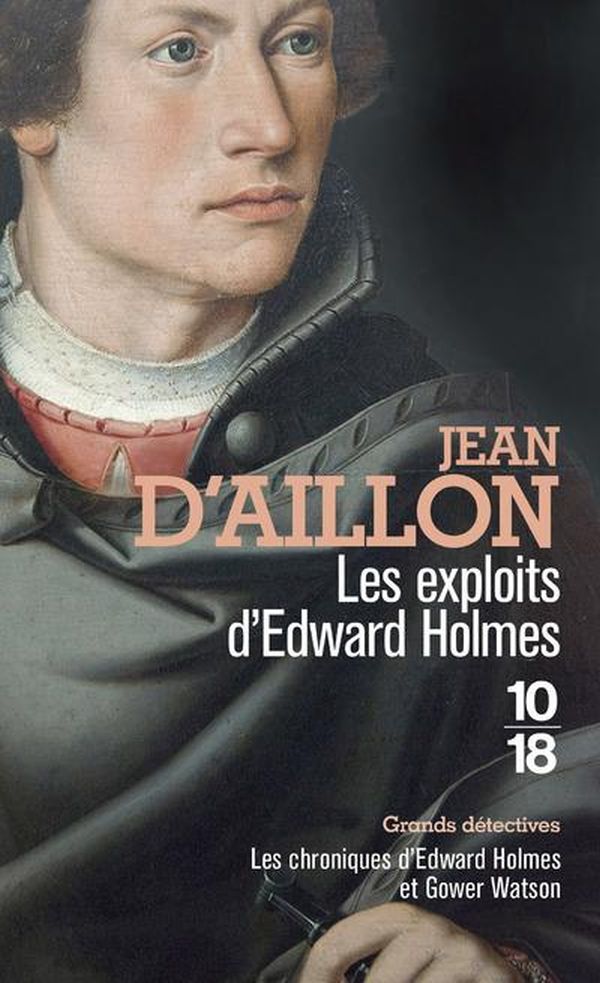 JEAN
D'AILLON
Les exploits
d'Edward Holmes
10
18
Grands détectives
Les chroniques d'Edward Holmes
et Gower Watson